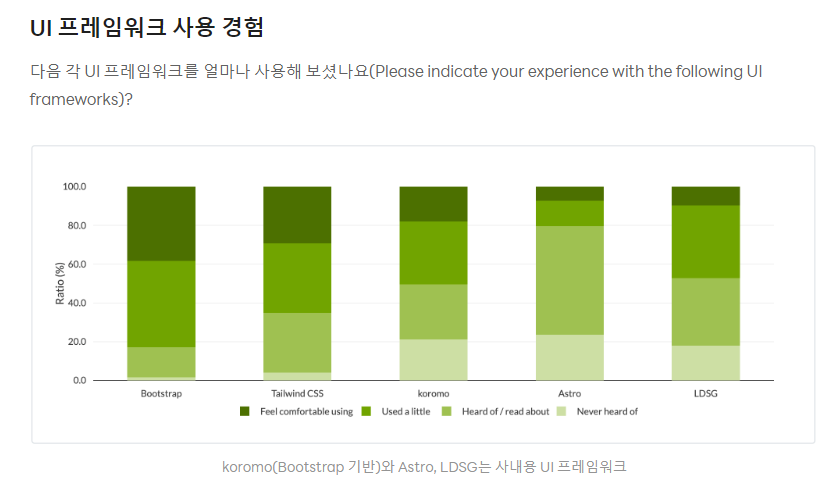 UI 프레임워크 사용 경험
다음 각 UI 프레임워크를 얼마나 사용해 보셨나요(Please indicate your experience with the following UI
frameworks)?
100.0
80.0
60.0
40.0
20.0
0.0
Ratio (%)
Bootstrap Tailwind CSS koromo Astro LDSG
Feel comfortable using Used a little Heard of / read about Never heard of
koromo(Bootstrap 기반)와 Astro, LDSG는 사내용 UI 프레임워크